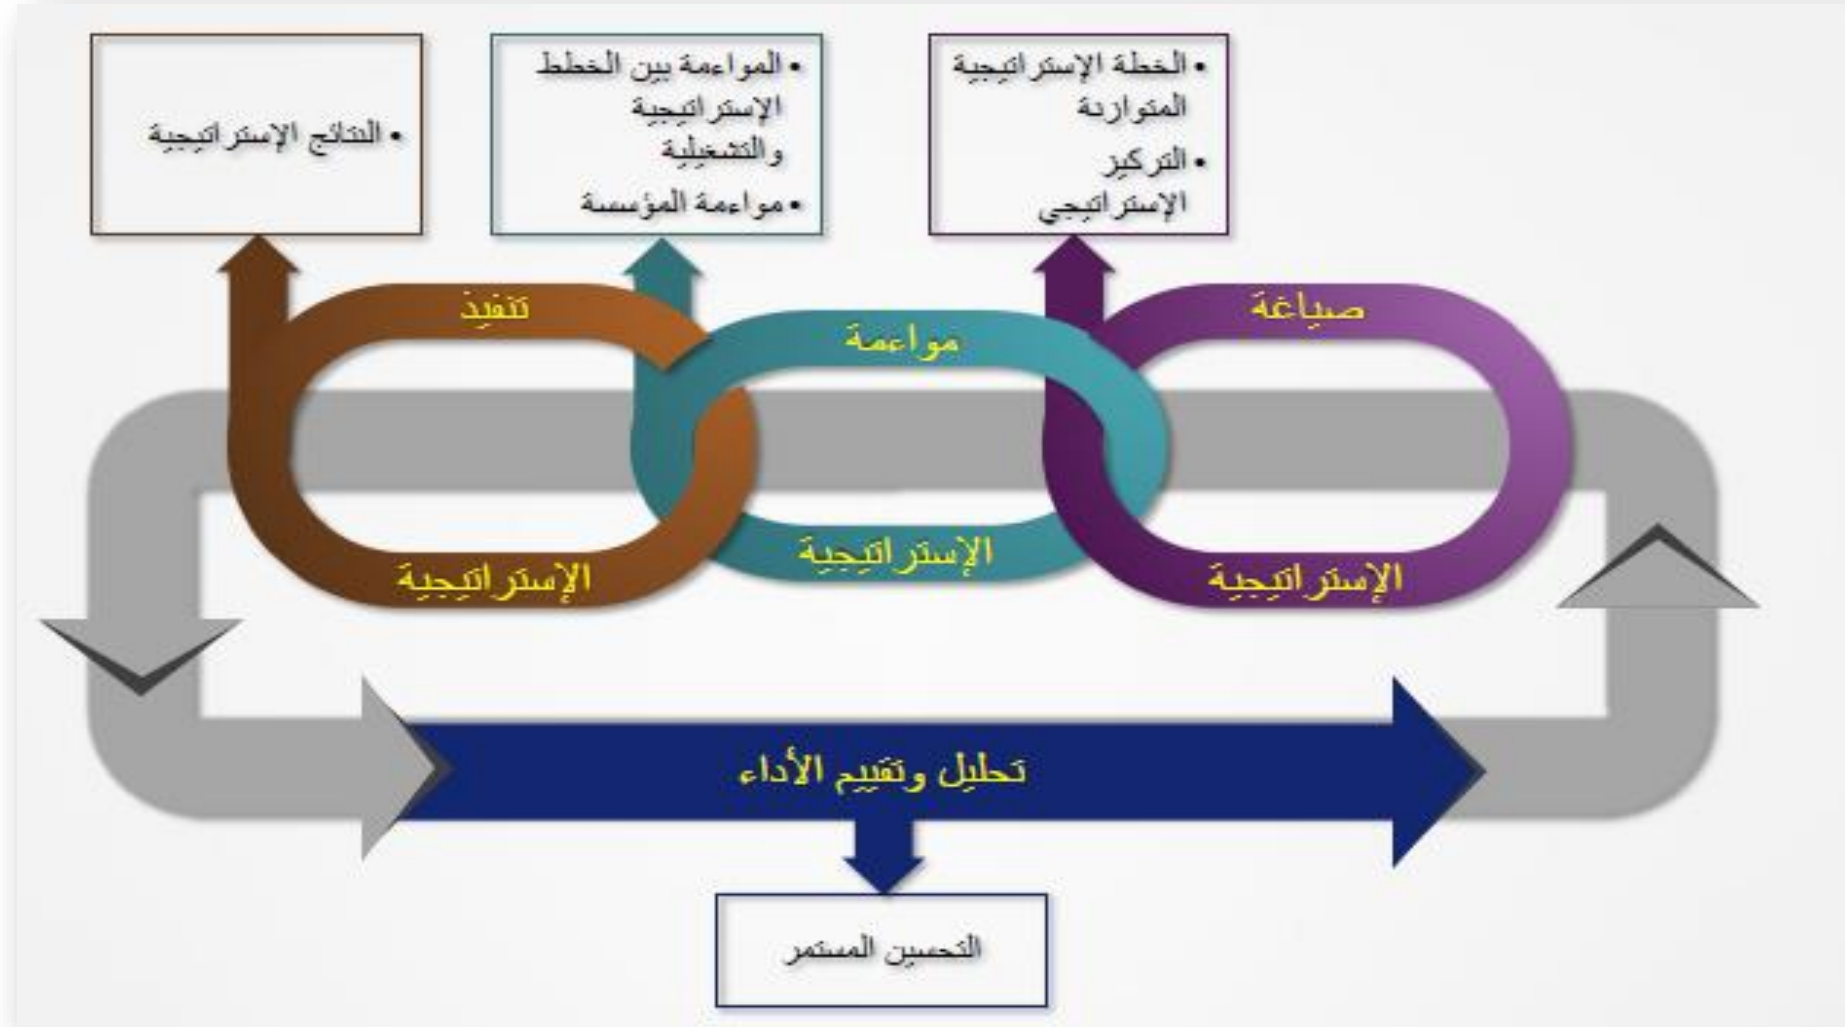 • الخطة الإستراتيجية
المتوازنة
• التركيز
الإستراتيجي
• المواءمة بين الخطط
الإستراتيجية
والتشغيلية
• مواءمة المؤسسة
• النتائج الإستراتيجية
صياغة
الإستراتيجية
مواءمة
الإستراتيجية
تنفيذ
الإستراتيجية
تحليل وتقييم الأداء
التحسين المستمر